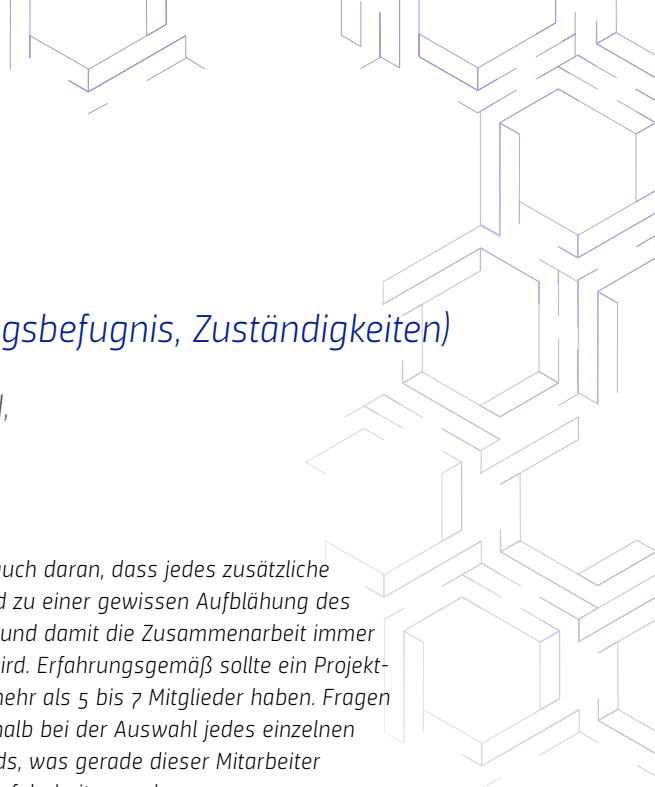 gsbefugnis, Zuständigkeiten)
l,
auch daran, dass jedes zusätzliche
d zu einer gewissen Aufblähung des
und damit die Zusammenarbeit immer
ird. Erfahrungsgemäß sollte ein Projekt-
mehr als 5 bis 7 Mitglieder haben. Fragen
halb bei der Auswahl jedes einzelnen
ds, was gerade dieser Mitarbeiter